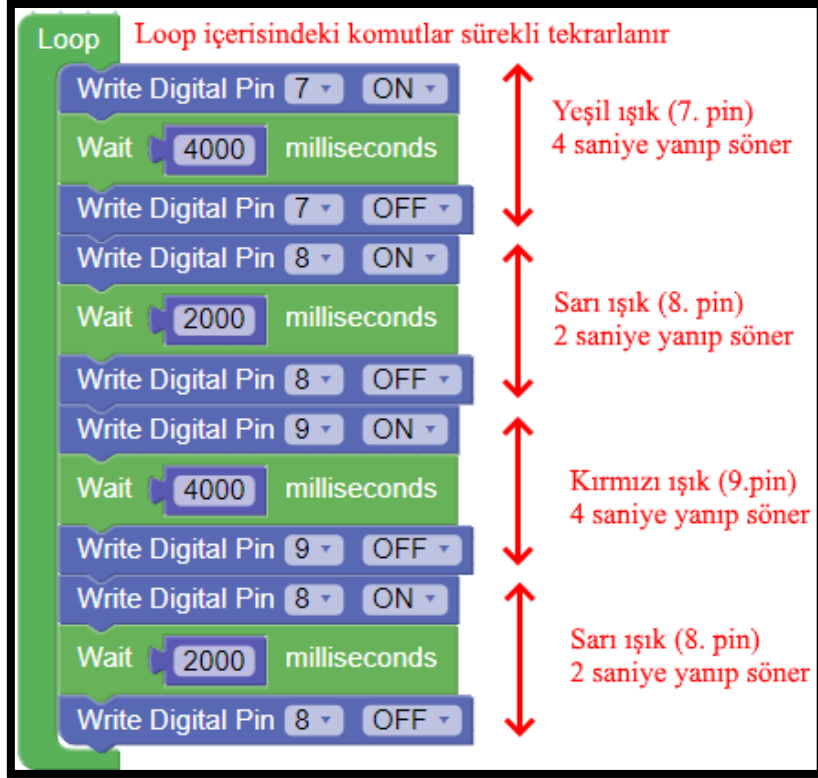 Loop
Loop içerisindeki komutlar sürekli tekrarlanır
Write Digital Pin 7 ON
Wait 4000 milliseconds
Write Digital Pin 7 OFF
Yeşil ışık (7. pin)
4 saniye yanıp söner
Write Digital Pin 8 ON
Wait 2000 milliseconds
Write Digital Pin 8 OFF
Sarı ışık (8. pin)
2 saniye yanıp söner
Write Digital Pin 9 ON
Wait 4000 milliseconds
Write Digital Pin 9 OFF
Kırmızı ışık (9.pin)
4 saniye yanıp söner
Write Digital Pin 8 ON
Wait 2000 milliseconds
Write Digital Pin 8 OFF
Sarı ışık (8. pin)
2 saniye yanıp söner